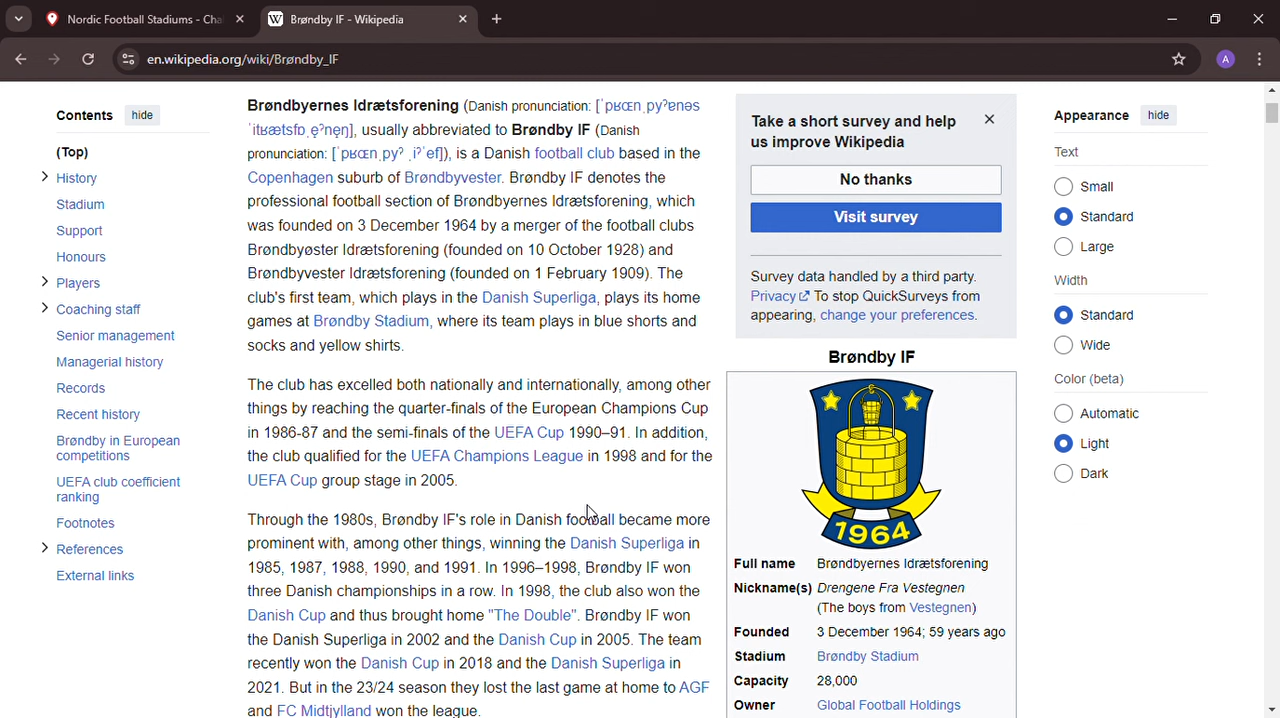 Nordic Football Stadiums - Cha
Brøndby IF - Wikipedia
en.wikipedia.org/wiki/Brøndby_IF
A
Contents
hide
(Top)
History
Stadium
Support
Honours
Players
Coaching staff
Senior management
Managerial history
Records
Recent history
Brøndby in European
competitions
UEFA club coefficient
ranking
Footnotes
References
External links
Brøndbyernes Idrætsforening (Danish pronunciation: [ˈpʁœnˌpyˀɐnəs
ˈitʁætsfɒˌe̝ˀne̝ŋ], usually abbreviated to Brøndby IF (Danish
pronunciation: [ˈpʁœnˌpyˀ ˌiˀˈef]), is a Danish football club based in the
Copenhagen suburb of Brøndbyvester. Brøndby IF denotes the
professional football section of Brøndbyernes Idrætsforening, which
was founded on 3 December 1964 by a merger of the football clubs
Brøndbyøster Idrætsforening (founded on 10 October 1928) and
Brøndbyvester Idrætsforening (founded on 1 February 1909). The
club's first team, which plays in the Danish Superliga, plays its home
games at Brøndby Stadium, where its team plays in blue shorts and
socks and yellow shirts.
The club has excelled both nationally and internationally, among other
things by reaching the quarter-finals of the European Champions Cup
in 1986-87 and the semi-finals of the UEFA Cup 1990–91. In addition,
the club qualified for the UEFA Champions League in 1998 and for the
UEFA Cup group stage in 2005.
Through the 1980s, Brøndby IF's role in Danish football became more
prominent with, among other things, winning the Danish Superliga in
1985, 1987, 1988, 1990, and 1991. In 1996–1998, Brøndby IF won
three Danish championships in a row. In 1998, the club also won the
Danish Cup and thus brought home "The Double". Brøndby IF won
the Danish Superliga in 2002 and the Danish Cup in 2005. The team
recently won the Danish Cup in 2018 and the Danish Superliga in
2021. But in the 23/24 season they lost the last game at home to AGF
and FC Midtjylland won the league.
Take a short survey and help
us improve Wikipedia
No thanks
Visit survey
Survey data handled by a third party.
Privacy To stop QuickSurveys from
appearing, change your preferences.
Brøndby IF
1964
Full name Brøndbyernes Idrætsforening
Nickname(s) Drengene Fra Vestegnen
(The boys from Vestegnen)
Founded 3 December 1964; 59 years ago
Stadium Brøndby Stadium
Capacity 28,000
Owner Global Football Holdings
Appearance
hide
Text
Small
Standard
Large
Width
Standard
Wide
Color (beta)
Automatic
Light
Dark